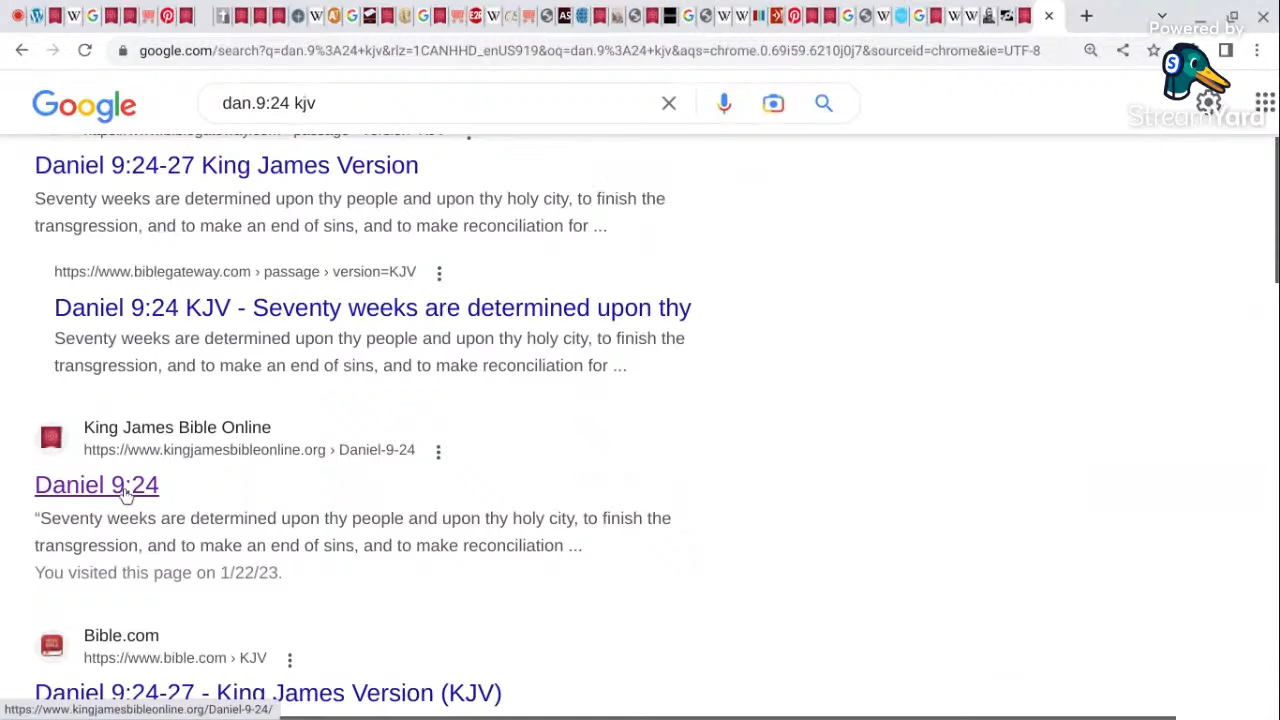 google.com/search?q=dan.9%3A24+kjv&rlz=1CANHHD_enUS919&oq=dan.9%3A24+kjv&aqs=chrome.0.69i59.6210j0j7&sourceid=chrome&ie=UTF-8
Powered by
StreamYard
Google
dan.9:24 kjv
Daniel 9:24-27 King James Version
Seventy weeks are determined upon thy people and upon thy holy city, to finish the
transgression, and to make an end of sins, and to make reconciliation for ...
https://www.biblegateway.com › passage › version=KJV
Daniel 9:24 KJV - Seventy weeks are determined upon thy
Seventy weeks are determined upon thy people and upon thy holy city, to finish the
transgression, and to make an end of sins, and to make reconciliation for ...
King James Bible Online
https://www.kingjamesbibleonline.org › Daniel-9-24
Daniel 9:24
“Seventy weeks are determined upon thy people and upon thy holy city, to finish the
transgression, and to make an end of sins, and to make reconciliation ...
You visited this page on 1/22/23.
Bible.com
https://www.bible.com › KJV
Daniel 9:24-27 - King James Version (KJV)
https://www.kingjamesbibleonline.org/Daniel-9-24/